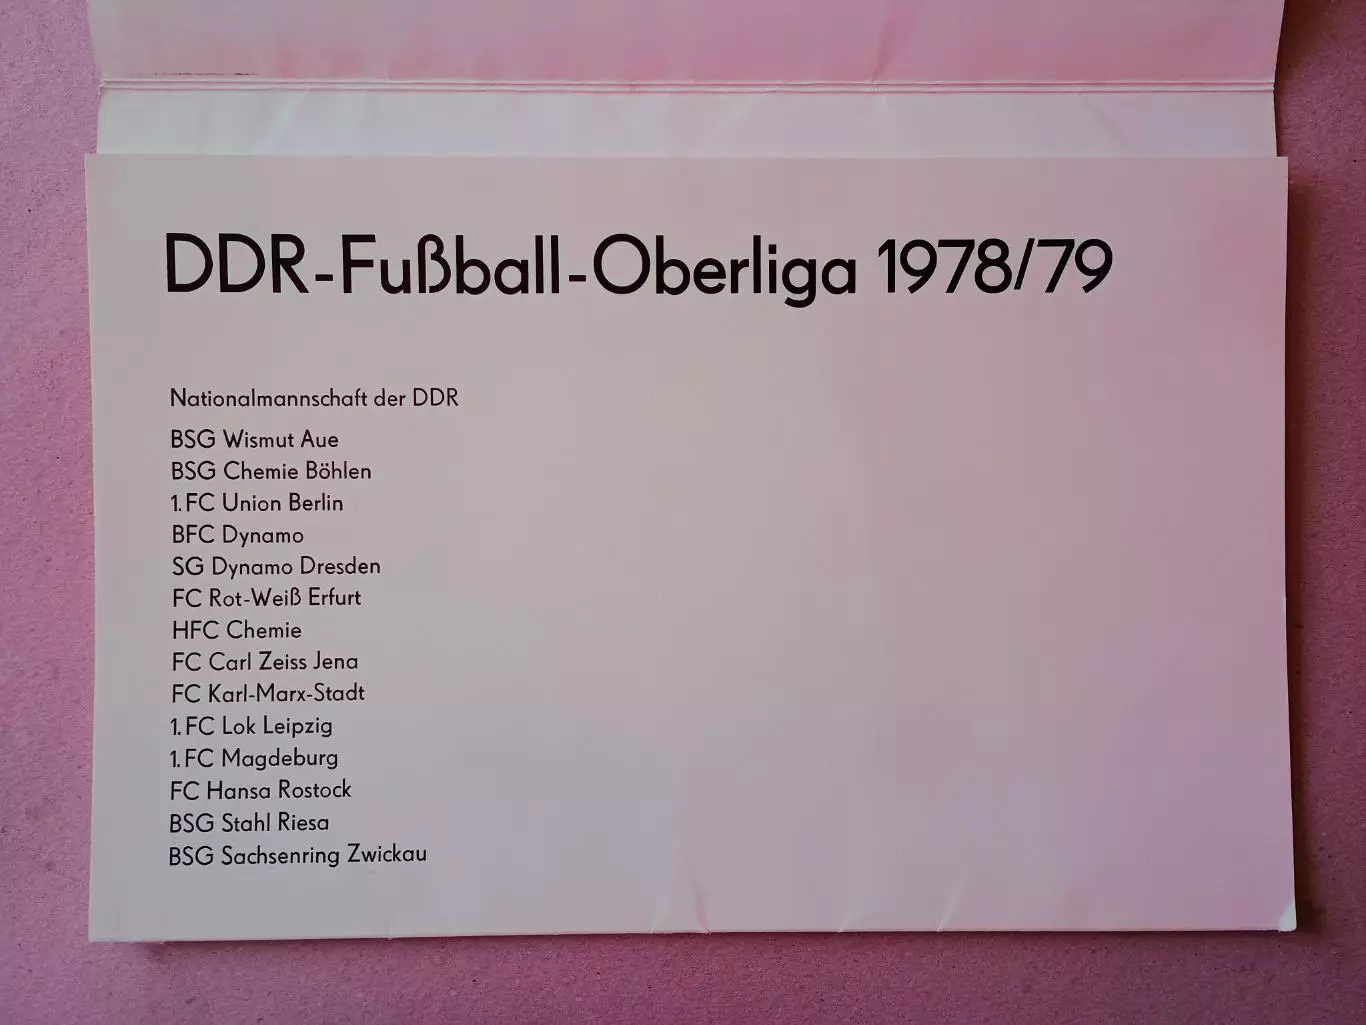 DDR-Fußball-Oberliga 1978/79
Nationalmannschaft der DDR
BSG Wismut Aue
BSG Chemie Böhlen
1. FC Union Berlin
BFC Dynamo
SG Dynamo Dresden
FC Rot-Weiß Erfurt
HFC Chemie
FC Carl Zeiss Jena
FC Karl-Marx-Stadt
1. FC Lok Leipzig
1. FC Magdeburg
FC Hansa Rostock
BSG Stahl Riesa
BSG Sachsenring Zwickau